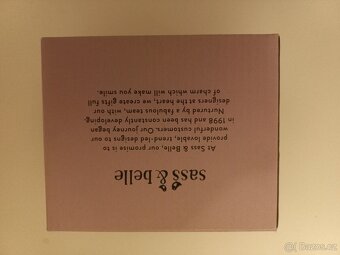 sass & belle
At Sass & Belle, our promise is to
provide lovable, trend-led designs to our
wonderful customers. Our journey began
in 1998 and has been constantly developing.
Nurtured by a fabulous team, with our
designers at the heart, we create gifts full
of charm which will make you smile.
Bazos.cz